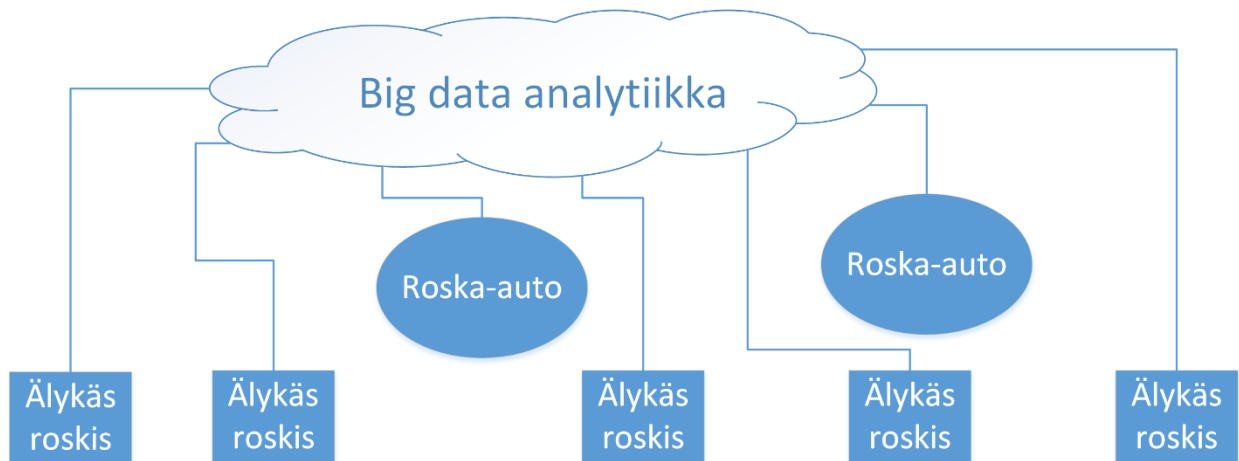 Big data analytiikka
Roska-auto
Roska-auto
Älykäs
roskis
Älykäs
roskis
Älykäs
roskis
Älykäs
roskis
Älykäs
roskis